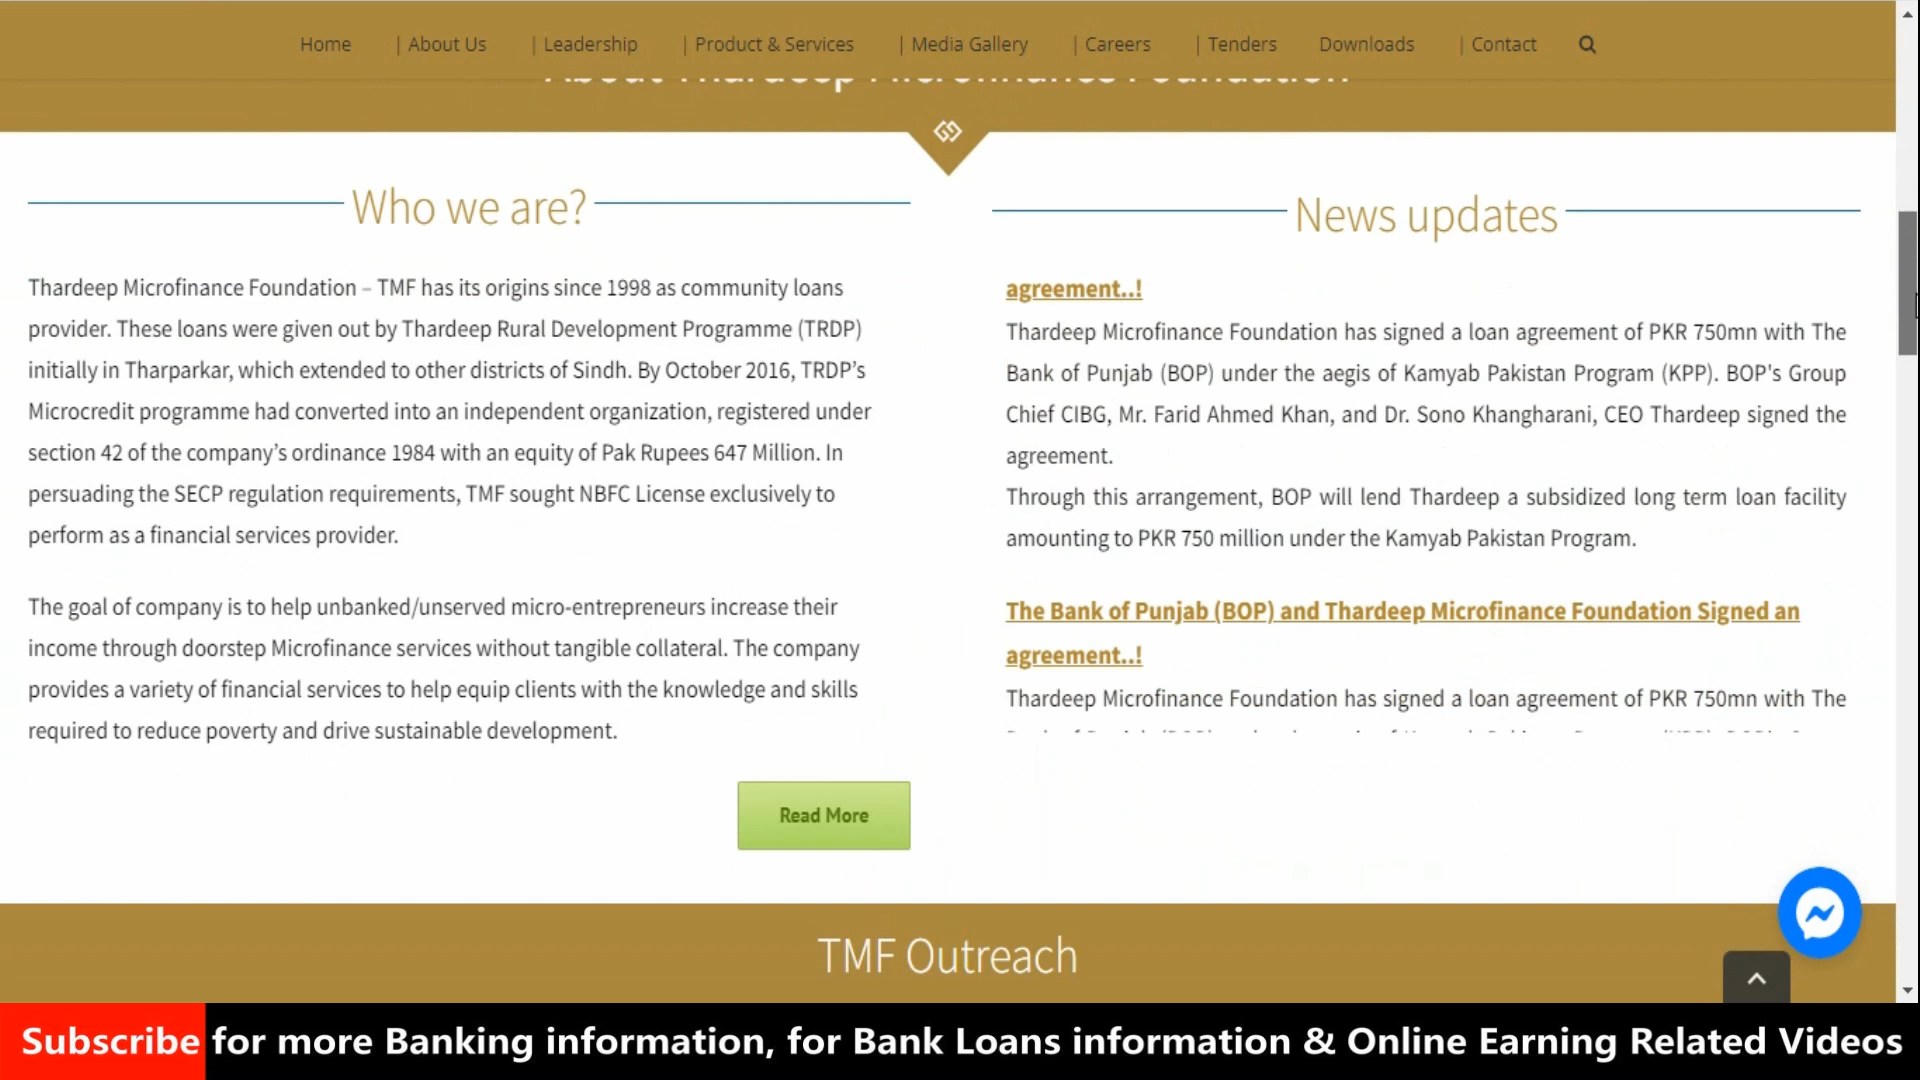 Home | About Us | Leadership | Product & Services | Media Gallery | Careers | Tenders Downloads | Contact
About Thardeep Microfinance Foundation
Who we are?
Thardeep Microfinance Foundation – TMF has its origins since 1998 as community loans
provider. These loans were given out by Thardeep Rural Development Programme (TRDP)
initially in Tharparkar, which extended to other districts of Sindh. By October 2016, TRDP’s
Microcredit programme had converted into an independent organization, registered under
section 42 of the company’s ordinance 1984 with an equity of Pak Rupees 647 Million. In
persuading the SECP regulation requirements, TMF sought NBFC License exclusively to
perform as a financial services provider.
The goal of company is to help unbanked/unserved micro-entrepreneurs increase their
income through doorstep Microfinance services without tangible collateral. The company
provides a variety of financial services to help equip clients with the knowledge and skills
required to reduce poverty and drive sustainable development.
Read More
News updates
agreement..!
Thardeep Microfinance Foundation has signed a loan agreement of PKR 750mn with The
Bank of Punjab (BOP) under the aegis of Kamyab Pakistan Program (KPP). BOP's Group
Chief CIBG, Mr. Farid Ahmed Khan, and Dr. Sono Khangharani, CEO Thardeep signed the
agreement.
Through this arrangement, BOP will lend Thardeep a subsidized long term loan facility
amounting to PKR 750 million under the Kamyab Pakistan Program.
The Bank of Punjab (BOP) and Thardeep Microfinance Foundation Signed an
agreement..!
Thardeep Microfinance Foundation has signed a loan agreement of PKR 750mn with The
TMF Outreach
Subscribe for more Banking information, for Bank Loans information & Online Earning Related Videos